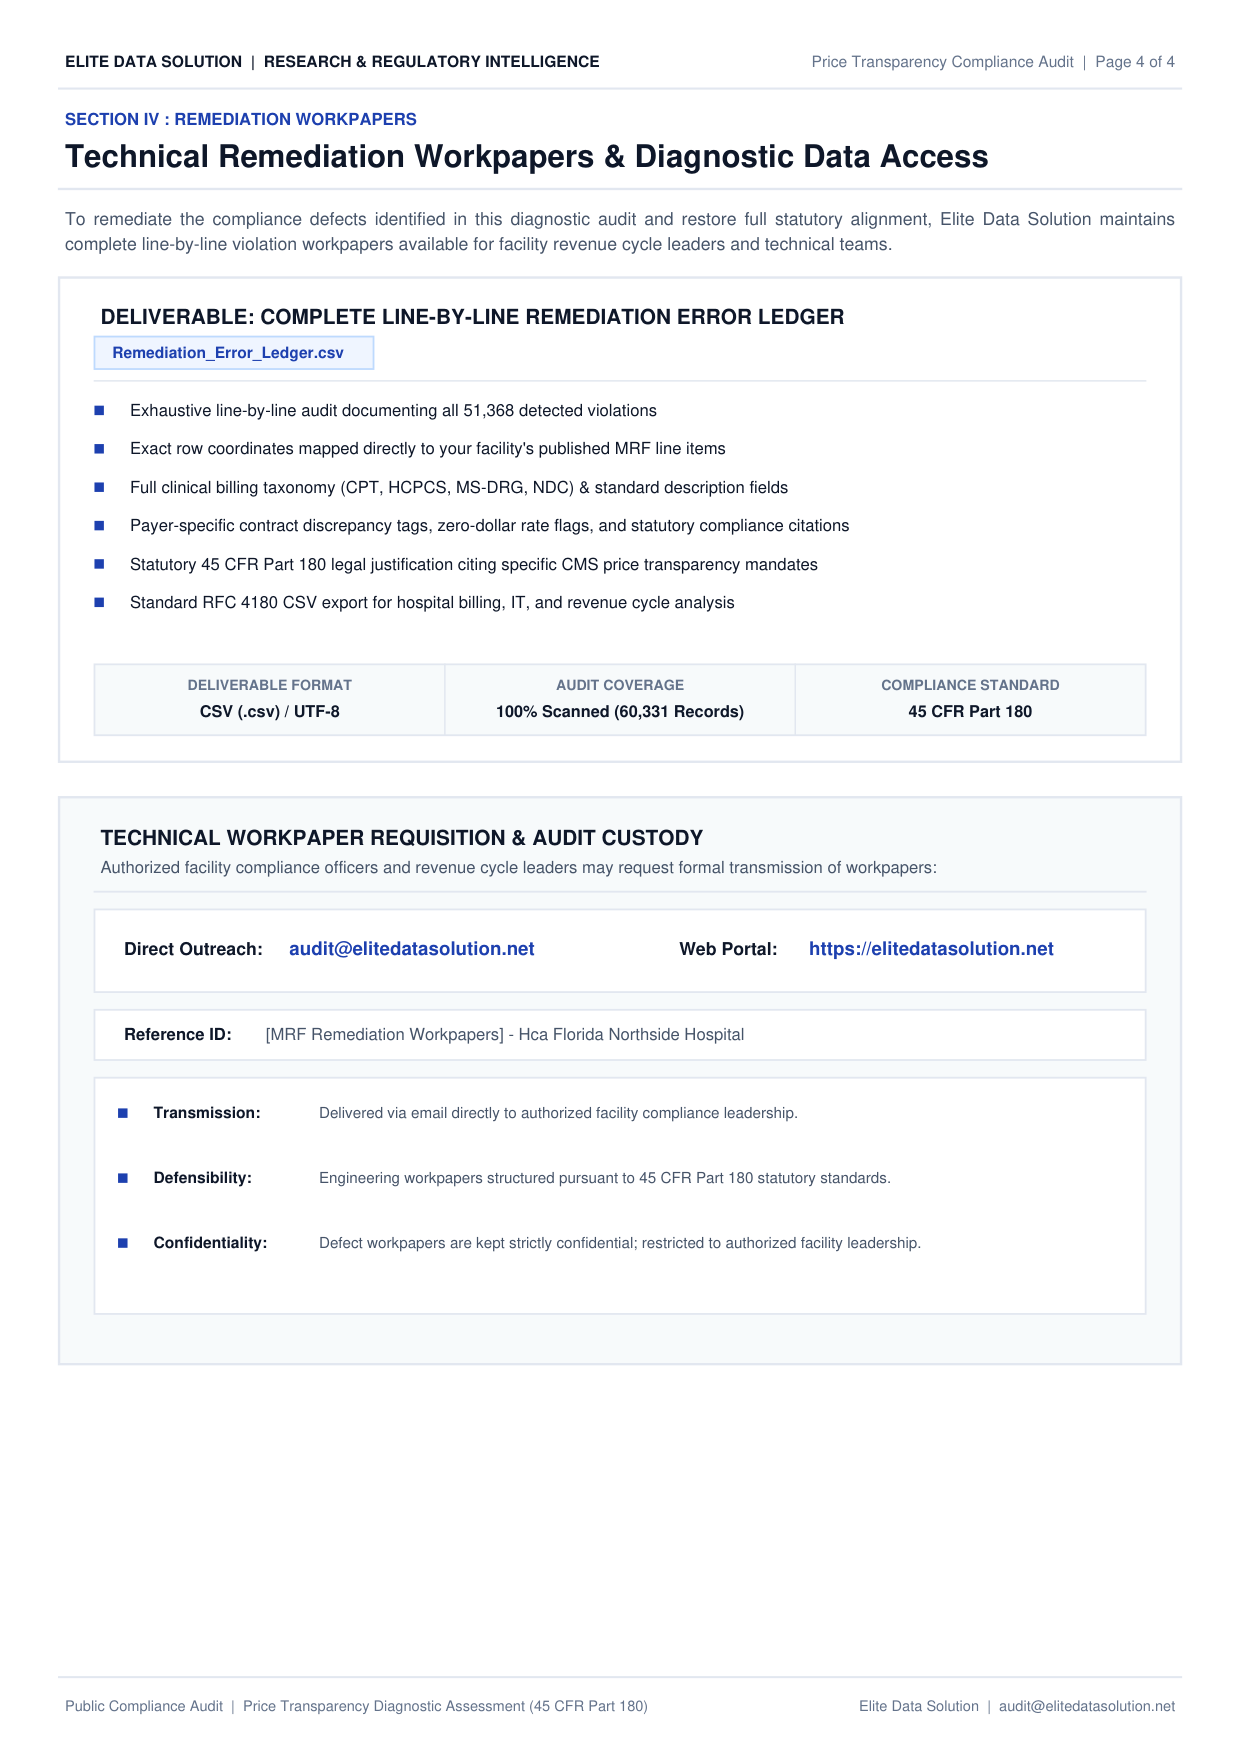 ELITE DATA SOLUTION | RESEARCH & REGULATORY INTELLIGENCE
Price Transparency Compliance Audit | Page 4 of 4
SECTION IV : REMEDIATION WORKPAPERS
Technical Remediation Workpapers & Diagnostic Data Access
To remediate the compliance defects identified in this diagnostic audit and restore full statutory alignment, Elite Data Solution maintains
complete line-by-line violation workpapers available for facility revenue cycle leaders and technical teams.
DELIVERABLE: COMPLETE LINE-BY-LINE REMEDIATION ERROR LEDGER
Remediation_Error_Ledger.csv
Exhaustive line-by-line audit documenting all 51,368 detected violations
Exact row coordinates mapped directly to your facility's published MRF line items
Full clinical billing taxonomy (CPT, HCPCS, MS-DRG, NDC) & standard description fields
Payer-specific contract discrepancy tags, zero-dollar rate flags, and statutory compliance citations
Statutory 45 CFR Part 180 legal justification citing specific CMS price transparency mandates
Standard RFC 4180 CSV export for hospital billing, IT, and revenue cycle analysis
DELIVERABLE FORMAT
CSV (.csv) / UTF-8
AUDIT COVERAGE
100% Scanned (60,331 Records)
COMPLIANCE STANDARD
45 CFR Part 180
TECHNICAL WORKPAPER REQUISITION & AUDIT CUSTODY
Authorized facility compliance officers and revenue cycle leaders may request formal transmission of workpapers:
Direct Outreach: audit@elitedatasolution.net
Web Portal: https://elitedatasolution.net
Reference ID: [MRF Remediation Workpapers] - Hca Florida Northside Hospital
Transmission: Delivered via email directly to authorized facility compliance leadership.
Defensibility: Engineering workpapers structured pursuant to 45 CFR Part 180 statutory standards.
Confidentiality: Defect workpapers are kept strictly confidential; restricted to authorized facility leadership.
Public Compliance Audit | Price Transparency Diagnostic Assessment (45 CFR Part 180)
Elite Data Solution | audit@elitedatasolution.net